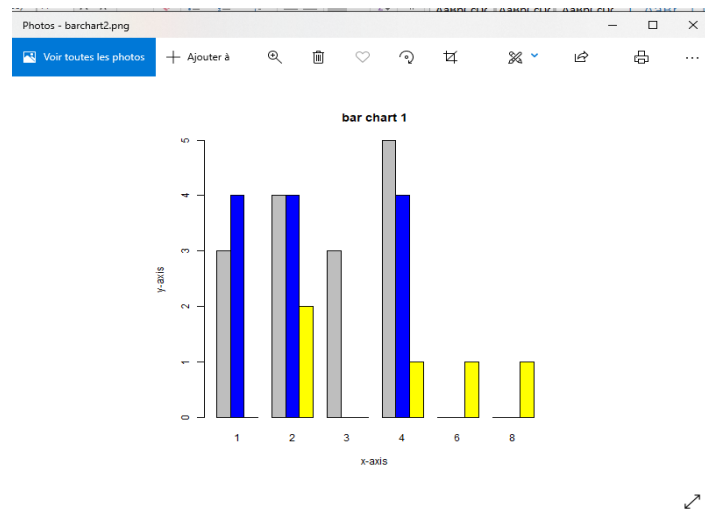 Photos - barchart2.png
Voir toutes les photos
Ajouter à
bar chart 1
5
4
3
2
1
0
y-axis
1 2 3 4 6 8
x-axis